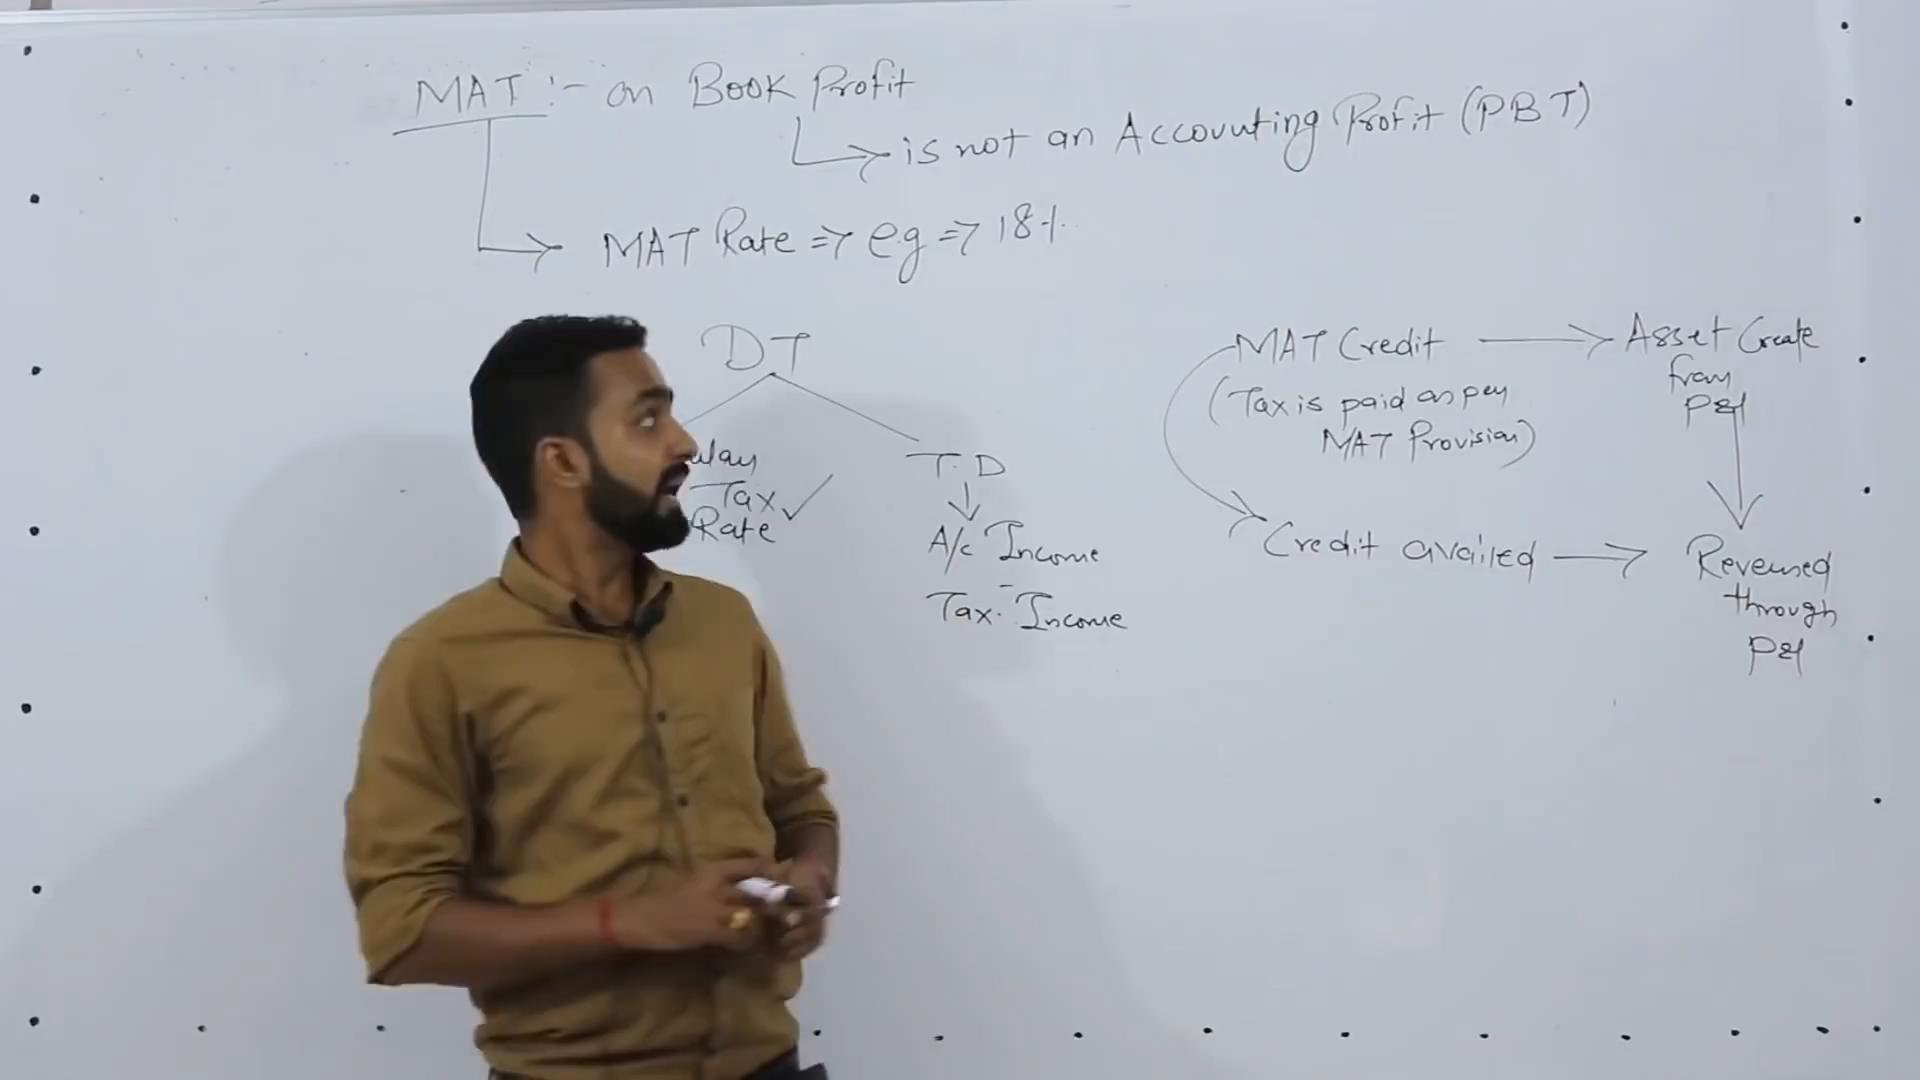 MAT :- on Book Profit
is not an Accounting Profit (PBT)
MAT Rate => e.g => 18%
DT
Tax
Rate
T.D
A/c Income
Tax. Income
MAT Credit
(Tax is paid as per
MAT Provision)
Asset Create
from
P&l
Credit availed
Reversed
through
P&l